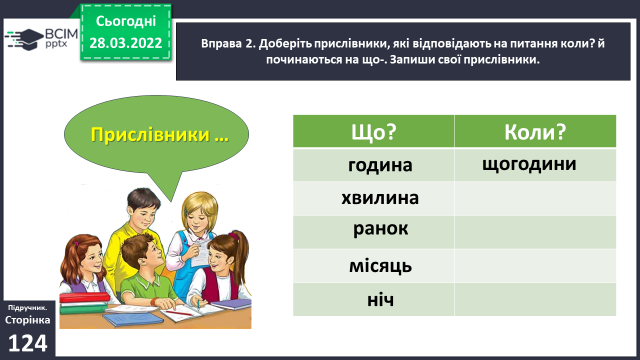 Сьогодні
28.03.2022
ВСІМ
pptx
Вправа 2. Доберіть прислівники, які відповідають на питання коли? й
починаються на що-. Запиши свої прислівники.
Прислівники ...
Що? Коли?
година щогодини
хвилина
ранок
місяць
ніч
Підручник.
Сторінка
124